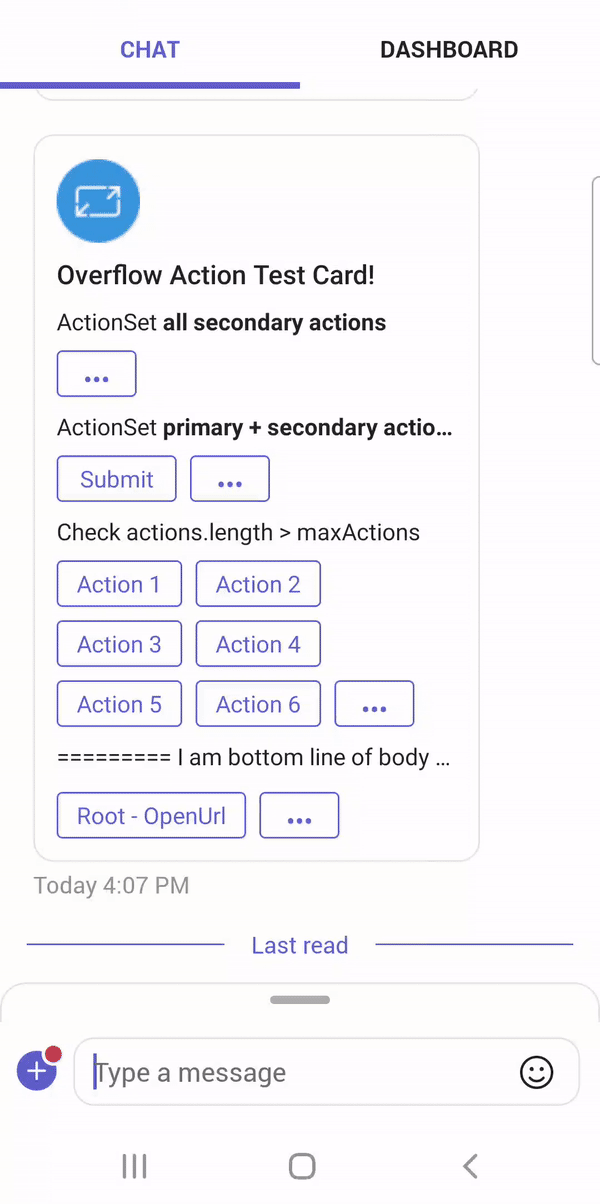 CHAT DASHBOARD
Overflow Action Test Card!
ActionSet all secondary actions
...
ActionSet primary + secondary actio...
Submit ...
Check actions.length > maxActions
Action 1 Action 2
Action 3 Action 4
Action 5 Action 6 ...
========= I am bottom line of body ...
Root - OpenUrl ...
Today 4:07 PM
Last read
Type a message